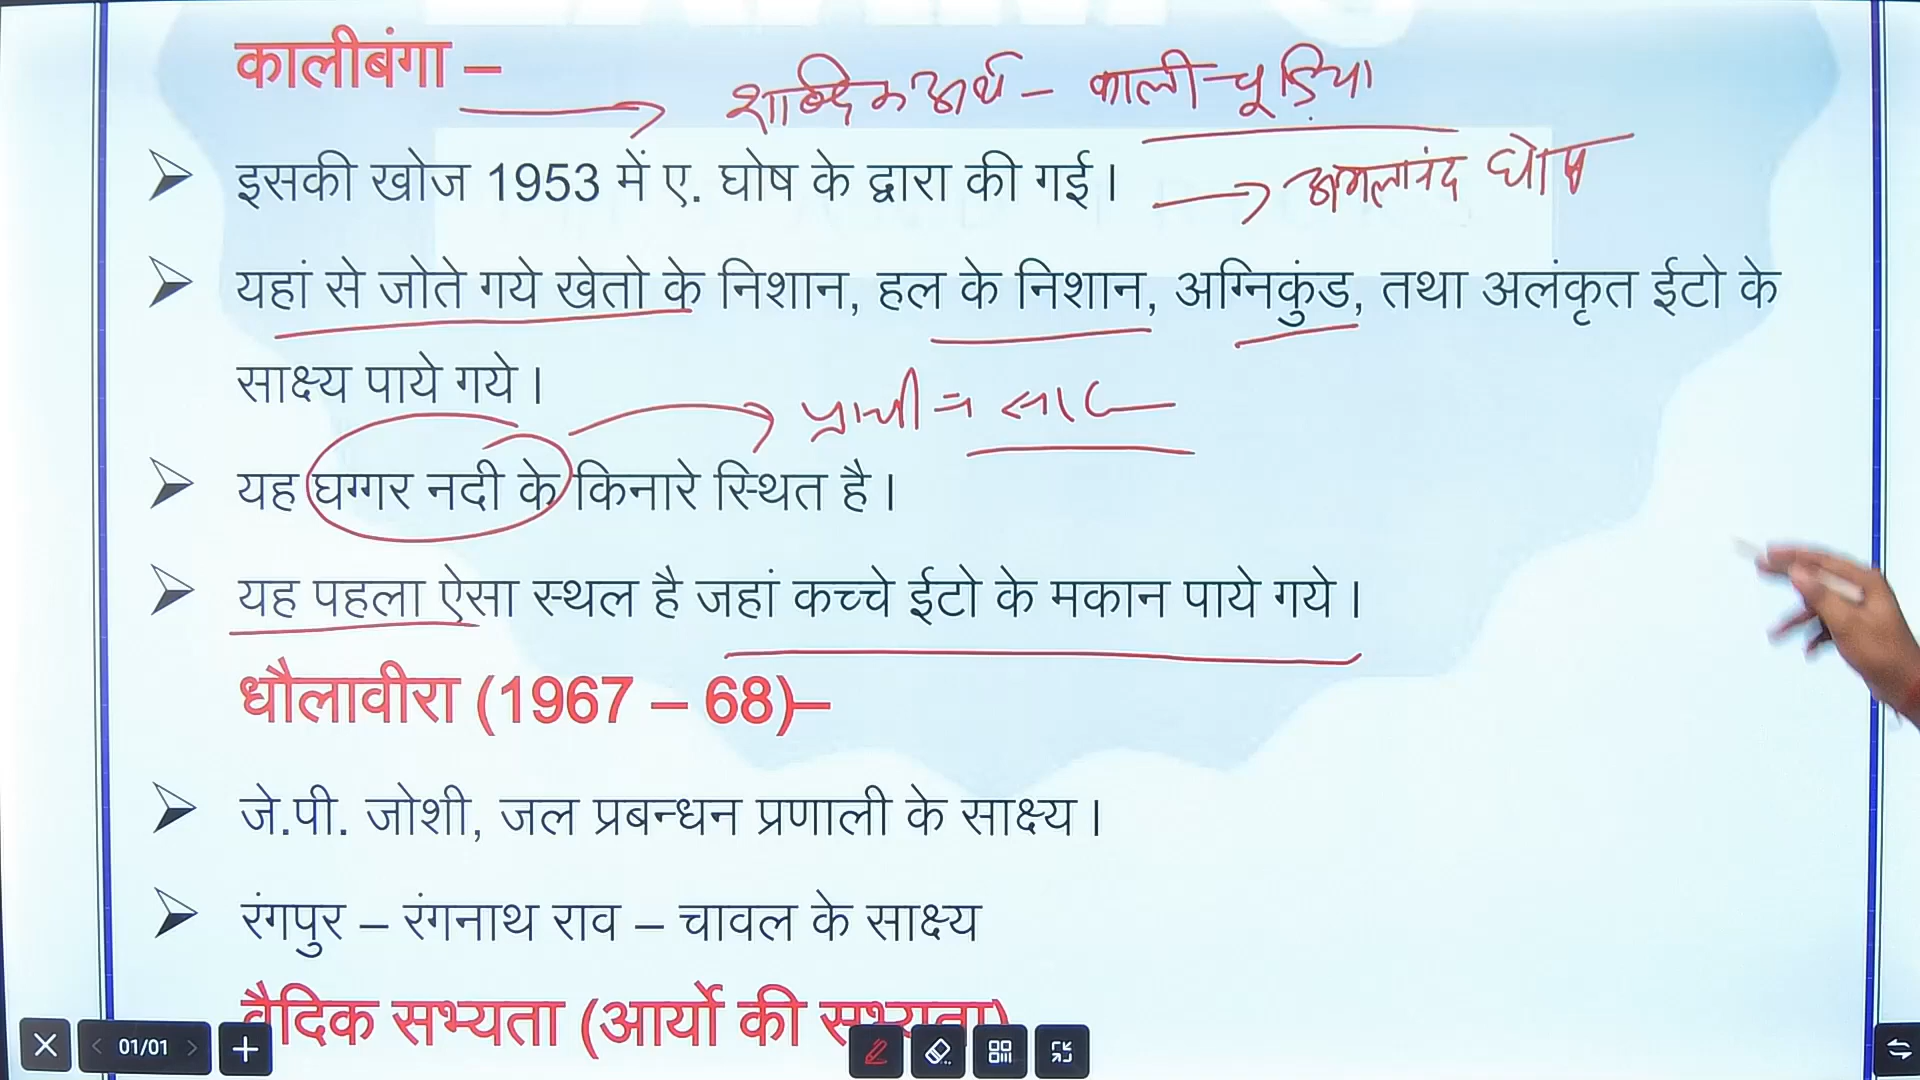 कालीबंगा – शाब्दिक अर्थ – काली चूड़िया
इसकी खोज 1953 में ए. घोष के द्वारा की गई। अमलानंद घोष
यहां से जोते गये खेतो के निशान, हल के निशान, अग्निकुंड, तथा अलंकृत ईटो के
साक्ष्य पाये गये।
प्राची
यह घग्गर नदी के किनारे स्थित है।
यह पहला ऐसा स्थल है जहां कच्चे ईटो के मकान पाये गये।
धौलावीरा (1967 – 68)–
जे.पी. जोशी, जल प्रबन्धन प्रणाली के साक्ष्य।
रंगपुर – रंगनाथ राव – चावल के साक्ष्य
वैदिक सभ्यता (आर्यो की सभ्यता)
01/01